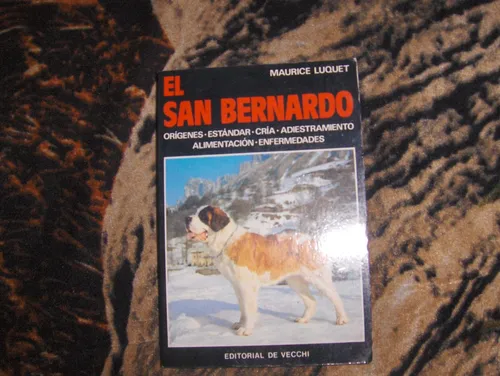 MAURICE LUQUET
EL
SAN BERNARDO
ORÍGENES·ESTÁNDAR·CRÍA·ADIESTRAMIENTO
ALIMENTACIÓN·ENFERMEDADES
EDITORIAL DE VECCHI